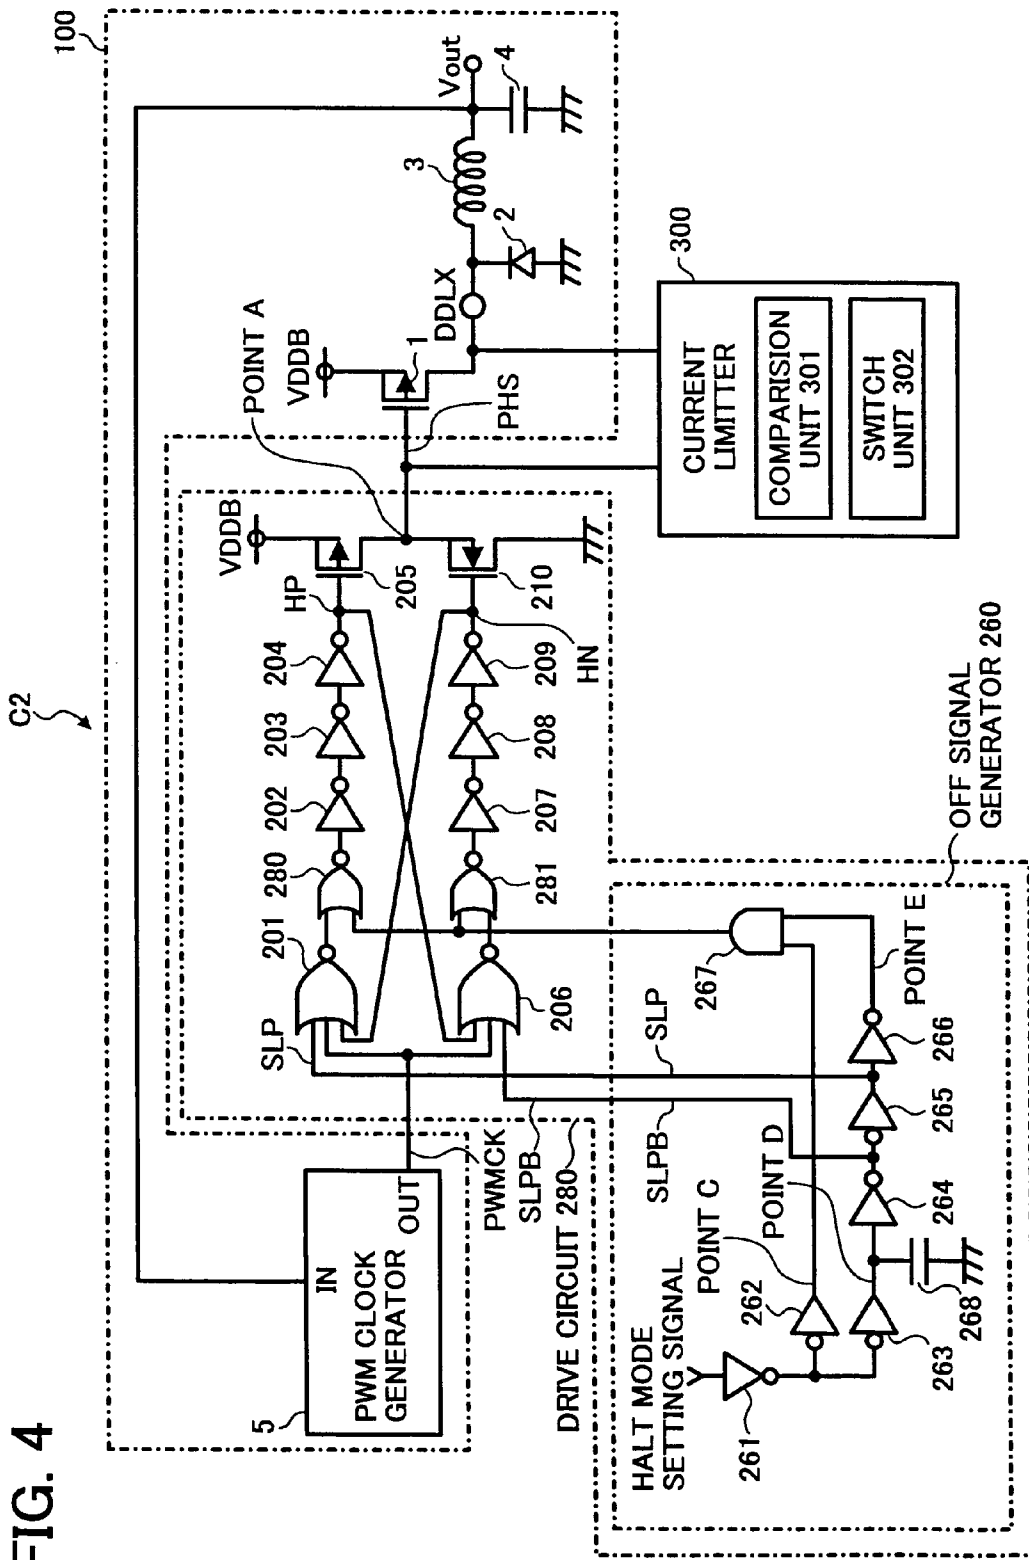 FIG. 4
C2
100
5
PWM CLOCK
GENERATOR
IN
OUT
PWMCK
SLPB
DRIVE CIRCUIT 280
SLP
201
280
202
203
204
HP
VDDB
205
POINT A
VDDB
1
PHS
DDLX
2
3
Vout
4
206
281
207
208
209
HN
210
CURRENT
LIMITTER
300
COMPARISION
UNIT 301
SWITCH
UNIT 302
HALT MODE
SETTING SIGNAL
261
POINT C
262
263
POINT D
268
264
SLPB
SLP
265
266
POINT E
267
OFF SIGNAL
GENERATOR 260